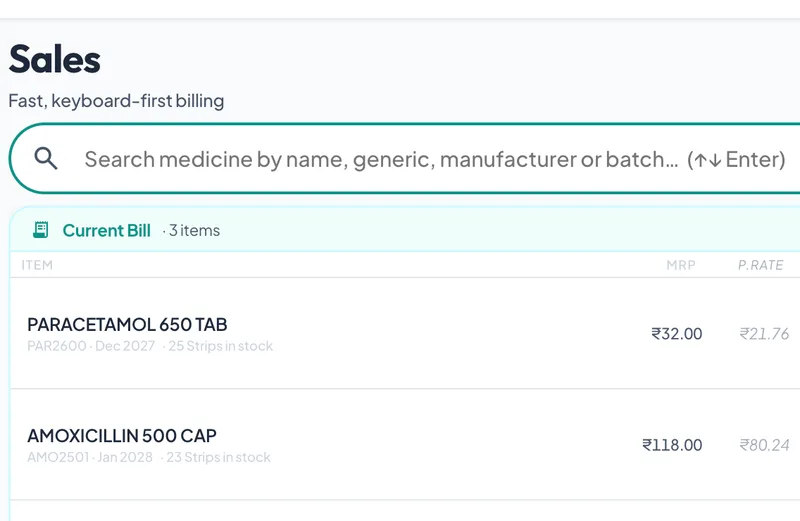 Sales
Fast, keyboard-first billing
Search medicine by name, generic, manufacturer or batch... (↑↓ Enter)
Current Bill · 3 items
ITEM MRP P.RATE
PARACETAMOL 650 TAB ₹32.00 ₹21.76
PAR2600 · Dec 2027 · 25 Strips in stock
AMOXICILLIN 500 CAP ₹118.00 ₹80.24
AMO2501 · Jan 2028 · 23 Strips in stock